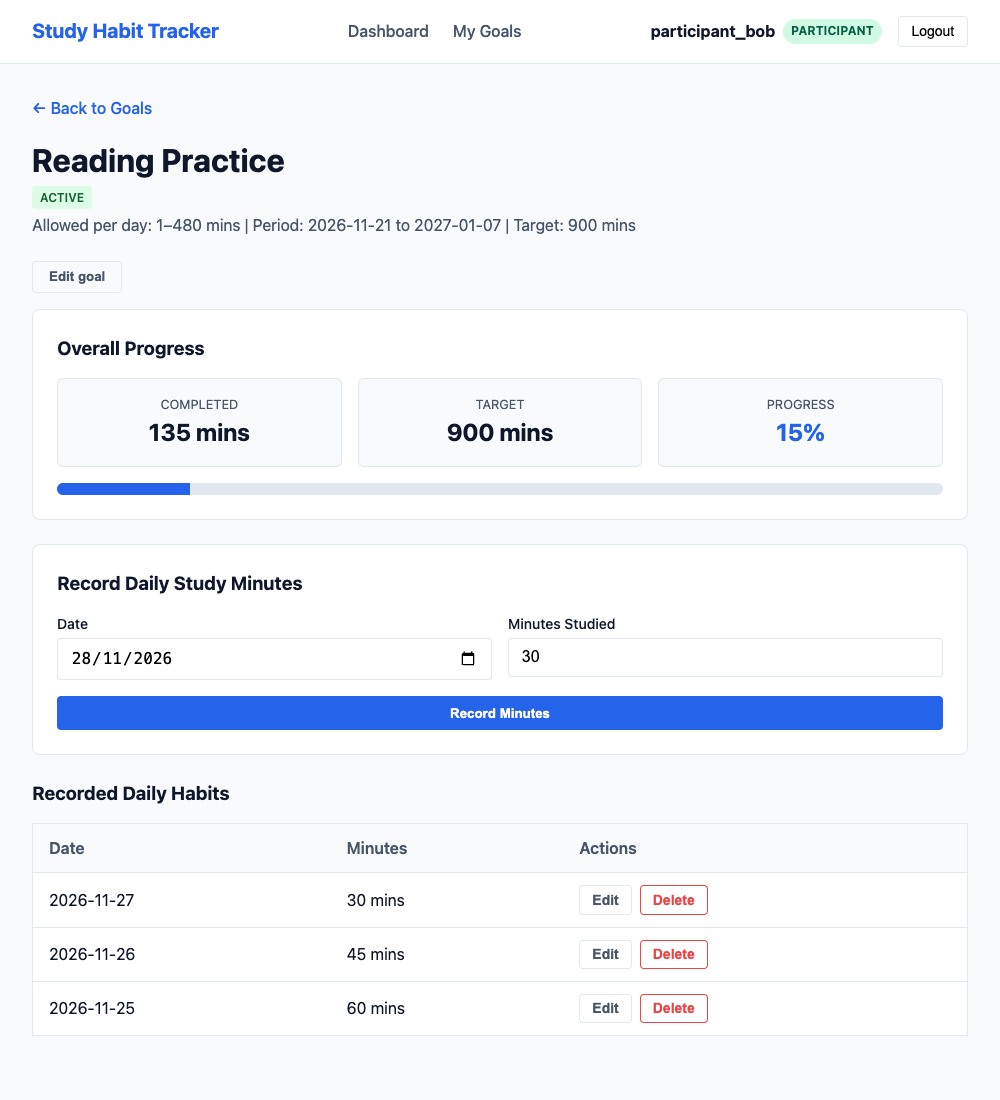 Study Habit Tracker
Dashboard
My Goals
participant_bob
PARTICIPANT
Logout
← Back to Goals
Reading Practice
ACTIVE
Allowed per day: 1–480 mins | Period: 2026-11-21 to 2027-01-07 | Target: 900 mins
Edit goal
Overall Progress
COMPLETED
135 mins
TARGET
900 mins
PROGRESS
15%
Record Daily Study Minutes
Date
28/11/2026
Minutes Studied
30
Record Minutes
Recorded Daily Habits
Date Minutes Actions
2026-11-27 30 mins Edit Delete
2026-11-26 45 mins Edit Delete
2026-11-25 60 mins Edit Delete